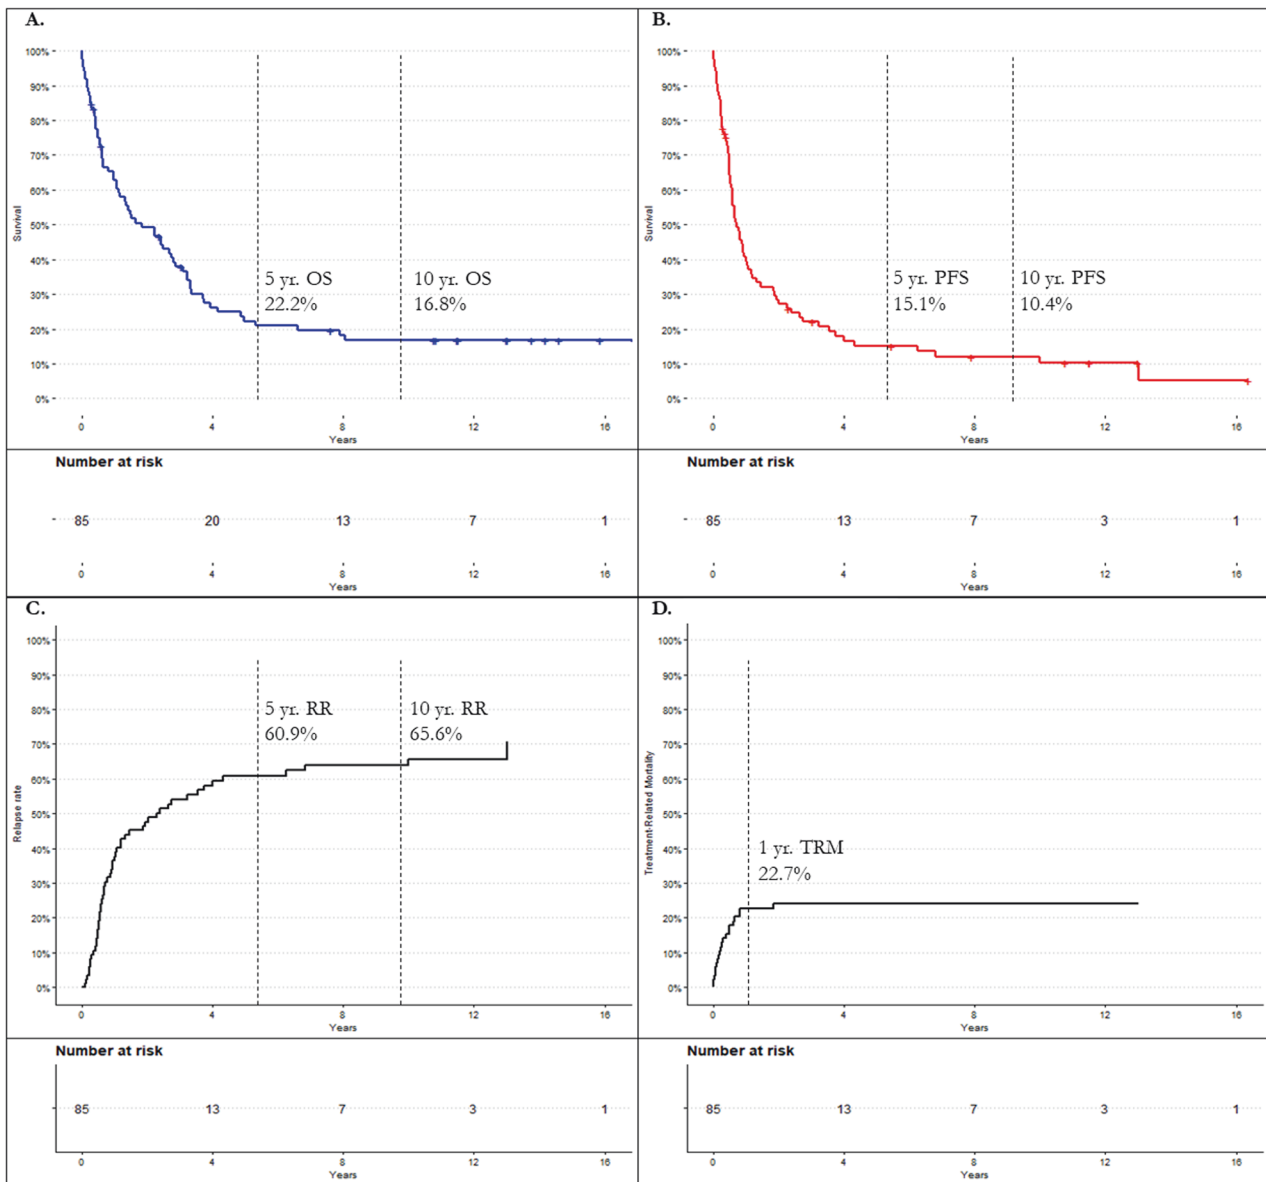 A.
100%
90%
80%
70%
60%
50%
40%
30%
20%
10%
0%
Survival
5 yr. OS
22.2%
10 yr. OS
16.8%
0 4 8 12 16
Years
Number at risk
85 20 13 7 1
0 4 8 12 16
Years
B.
100%
90%
80%
70%
60%
50%
40%
30%
20%
10%
0%
Survival
5 yr. PFS
15.1%
10 yr. PFS
10.4%
0 4 8 12 16
Years
Number at risk
85 13 7 3 1
0 4 8 12 16
Years
C.
100%
90%
80%
70%
60%
50%
40%
30%
20%
10%
0%
Relapse rate
5 yr. RR
60.9%
10 yr. RR
65.6%
0 4 8 12 16
Years
Number at risk
85 13 7 3 1
0 4 8 12 16
Years
D.
100%
90%
80%
70%
60%
50%
40%
30%
20%
10%
0%
Treatment-Related Mortality
1 yr. TRM
22.7%
0 4 8 12 16
Years
Number at risk
85 13 7 3 1
0 4 8 12 16
Years